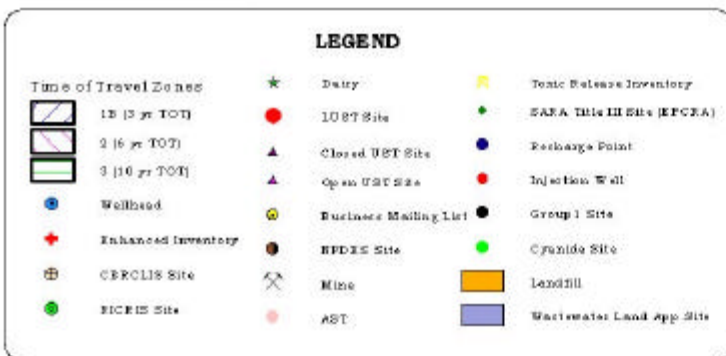 LEGEND
Time of Travel Zones
1B (3 yr TOT)
2 (6 yr TOT)
3 (10 yr TOT)
Wellhead
Enhanced Inventory
CERCLIS Site
RICRIS Site
Dairy
LUST Site
Closed UST Site
Open UST Site
Business Mailing List
NPDES Site
Mine
AST
Toxic Release Inventory
SARA Title III Site (EPCRA)
Recharge Point
Injection Well
Group 1 Site
Cyanide Site
Landfill
Wastewater Land App Site